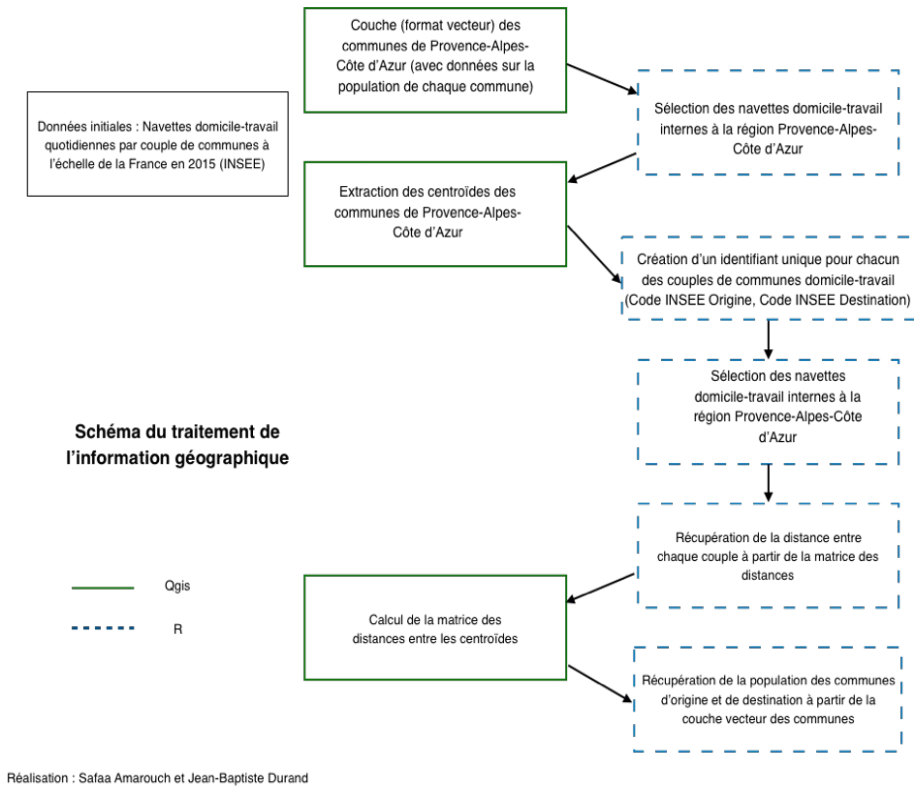 Couche (format vecteur) des
communes de Provence-Alpes-
Côte d'Azur (avec données sur la
population de chaque commune)
Données initiales : Navettes domicile-travail
quotidiennes par couple de communes à
l'échelle de la France en 2015 (INSEE)
Sélection des navettes domicile-travail
internes à la région Provence-Alpes-
Côte d'Azur
Extraction des centroïdes des
communes de Provence-Alpes-
Côte d'Azur
Création d'un identifiant unique pour chacun
des couples de communes domicile-travail
(Code INSEE Origine, Code INSEE Destination)
Sélection des navettes
domicile-travail internes à la
région Provence-Alpes-Côte
d'Azur
Schéma du traitement de
l'information géographique
Récupération de la distance entre
chaque couple à partir de la matrice des
distances
Qgis
R
Calcul de la matrice des
distances entre les centroïdes
Récupération de la population des communes
d'origine et de destination à partir de la
couche vecteur des communes
Réalisation : Safaa Amarouch et Jean-Baptiste Durand